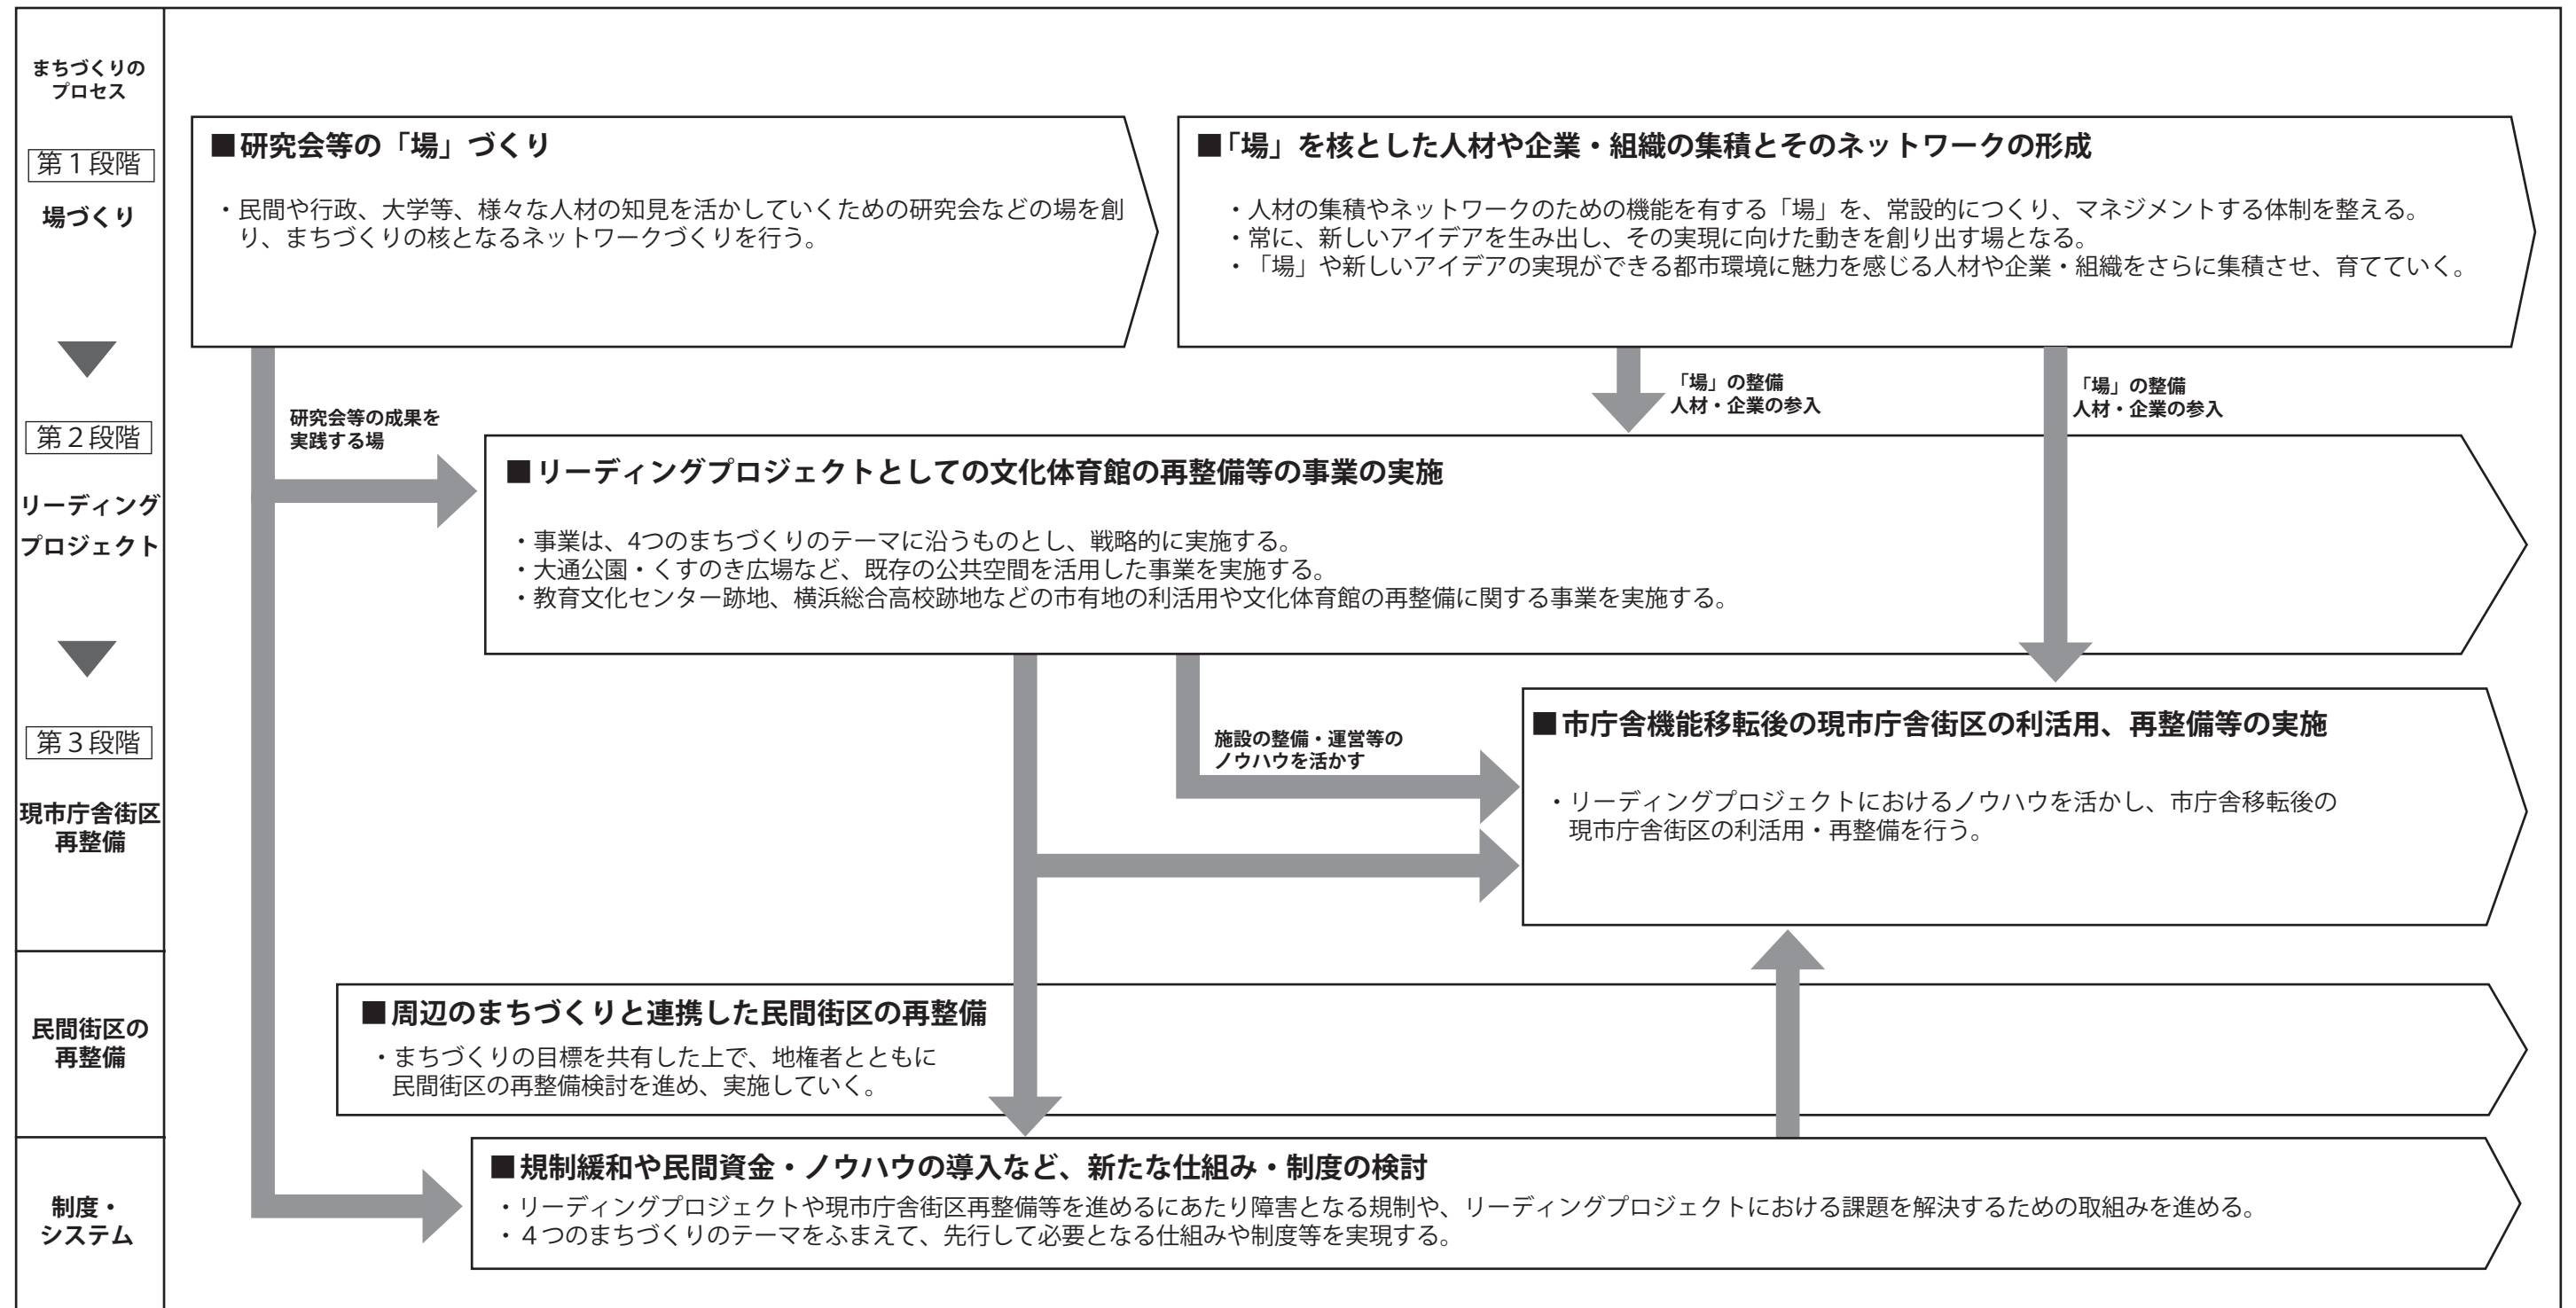 まちづくりの
プロセス
第１段階
場づくり
■研究会等の「場」づくり
・民間や行政、大学等、様々な人材の知見を活かしていくための研究会などの場を創
り、まちづくりの核となるネットワークづくりを行う。
■「場」を核とした人材や企業・組織の集積とそのネットワークの形成
・人材の集積やネットワークのための機能を有する「場」を、常設的につくり、マネジメントする体制を整える。
・常に、新しいアイデアを生み出し、その実現に向けた動きを創り出す場となる。
・「場」や新しいアイデアの実現ができる都市環境に魅力を感じる人材や企業・組織をさらに集積させ、育てていく。
研究会等の成果を
実践する場
「場」の整備
人材・企業の参入
「場」の整備
人材・企業の参入
第２段階
リーディング
プロジェクト
■リーディングプロジェクトとしての文化体育館の再整備等の事業の実施
・事業は、4つのまちづくりのテーマに沿うものとし、戦略的に実施する。
・大通公園・くすのき広場など、既存の公共空間を活用した事業を実施する。
・教育文化センター跡地、横浜総合高校跡地などの市有地の利活用や文化体育館の再整備に関する事業を実施する。
第３段階
現市庁舎街区
再整備
施設の整備・運営等の
ノウハウを活かす
■市庁舎機能移転後の現市庁舎街区の利活用、再整備等の実施
・リーディングプロジェクトにおけるノウハウを活かし、市庁舎移転後の
現市庁舎街区の利活用・再整備を行う。
民間街区の
再整備
■周辺のまちづくりと連携した民間街区の再整備
・まちづくりの目標を共有した上で、地権者とともに
民間街区の再整備検討を進め、実施していく。
制度・
システム
■規制緩和や民間資金・ノウハウの導入など、新たな仕組み・制度の検討
・リーディングプロジェクトや現市庁舎街区再整備等を進めるにあたり障害となる規制や、リーディングプロジェクトにおける課題を解決するための取組みを進める。
・４つのまちづくりのテーマをふまえて、先行して必要となる仕組みや制度等を実現する。